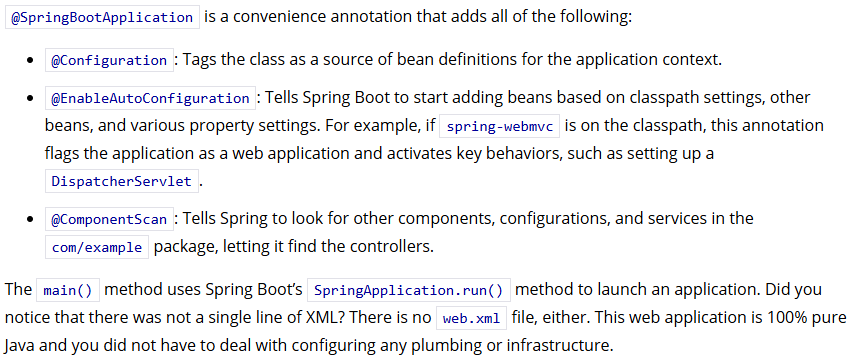 @SpringBootApplication is a convenience annotation that adds all of the following:
• @Configuration: Tags the class as a source of bean definitions for the application context.
• @EnableAutoConfiguration: Tells Spring Boot to start adding beans based on classpath settings, other
beans, and various property settings. For example, if spring-webmvc is on the classpath, this annotation
flags the application as a web application and activates key behaviors, such as setting up a
DispatcherServlet.
• @ComponentScan: Tells Spring to look for other components, configurations, and services in the
com/example package, letting it find the controllers.
The main() method uses Spring Boot’s SpringApplication.run() method to launch an application. Did you
notice that there was not a single line of XML? There is no web.xml file, either. This web application is 100% pure
Java and you did not have to deal with configuring any plumbing or infrastructure.